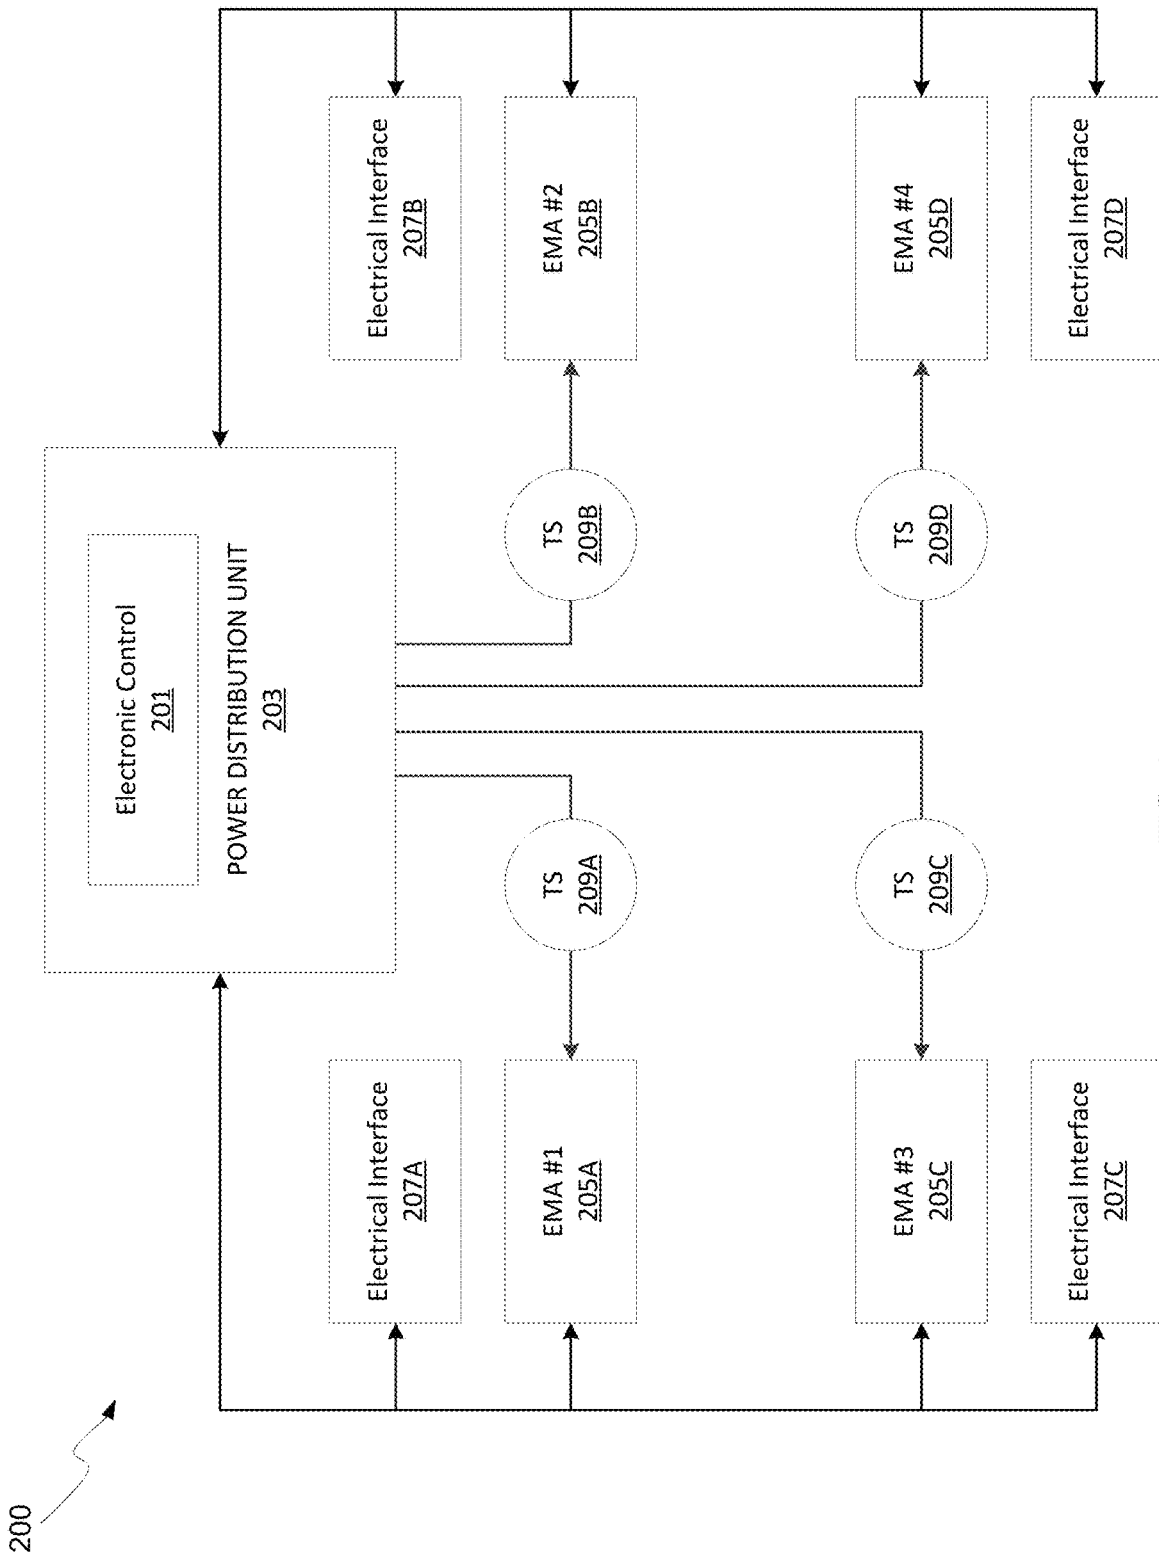 200
Electronic Control
201
POWER DISTRIBUTION UNIT
203
Electrical Interface
207A
Electrical Interface
207B
EMA #1
205A
TS
209A
TS
209B
EMA #2
205B
EMA #3
205C
TS
209C
TS
209D
EMA #4
205D
Electrical Interface
207C
Electrical Interface
207D